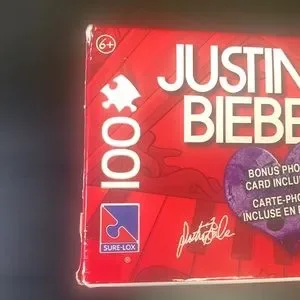 6+
JUSTIN
BIEBE
100
BONUS PHO
CARD INCLU
CARTE-PHO
INCLUSE EN
SURE-LOX
®